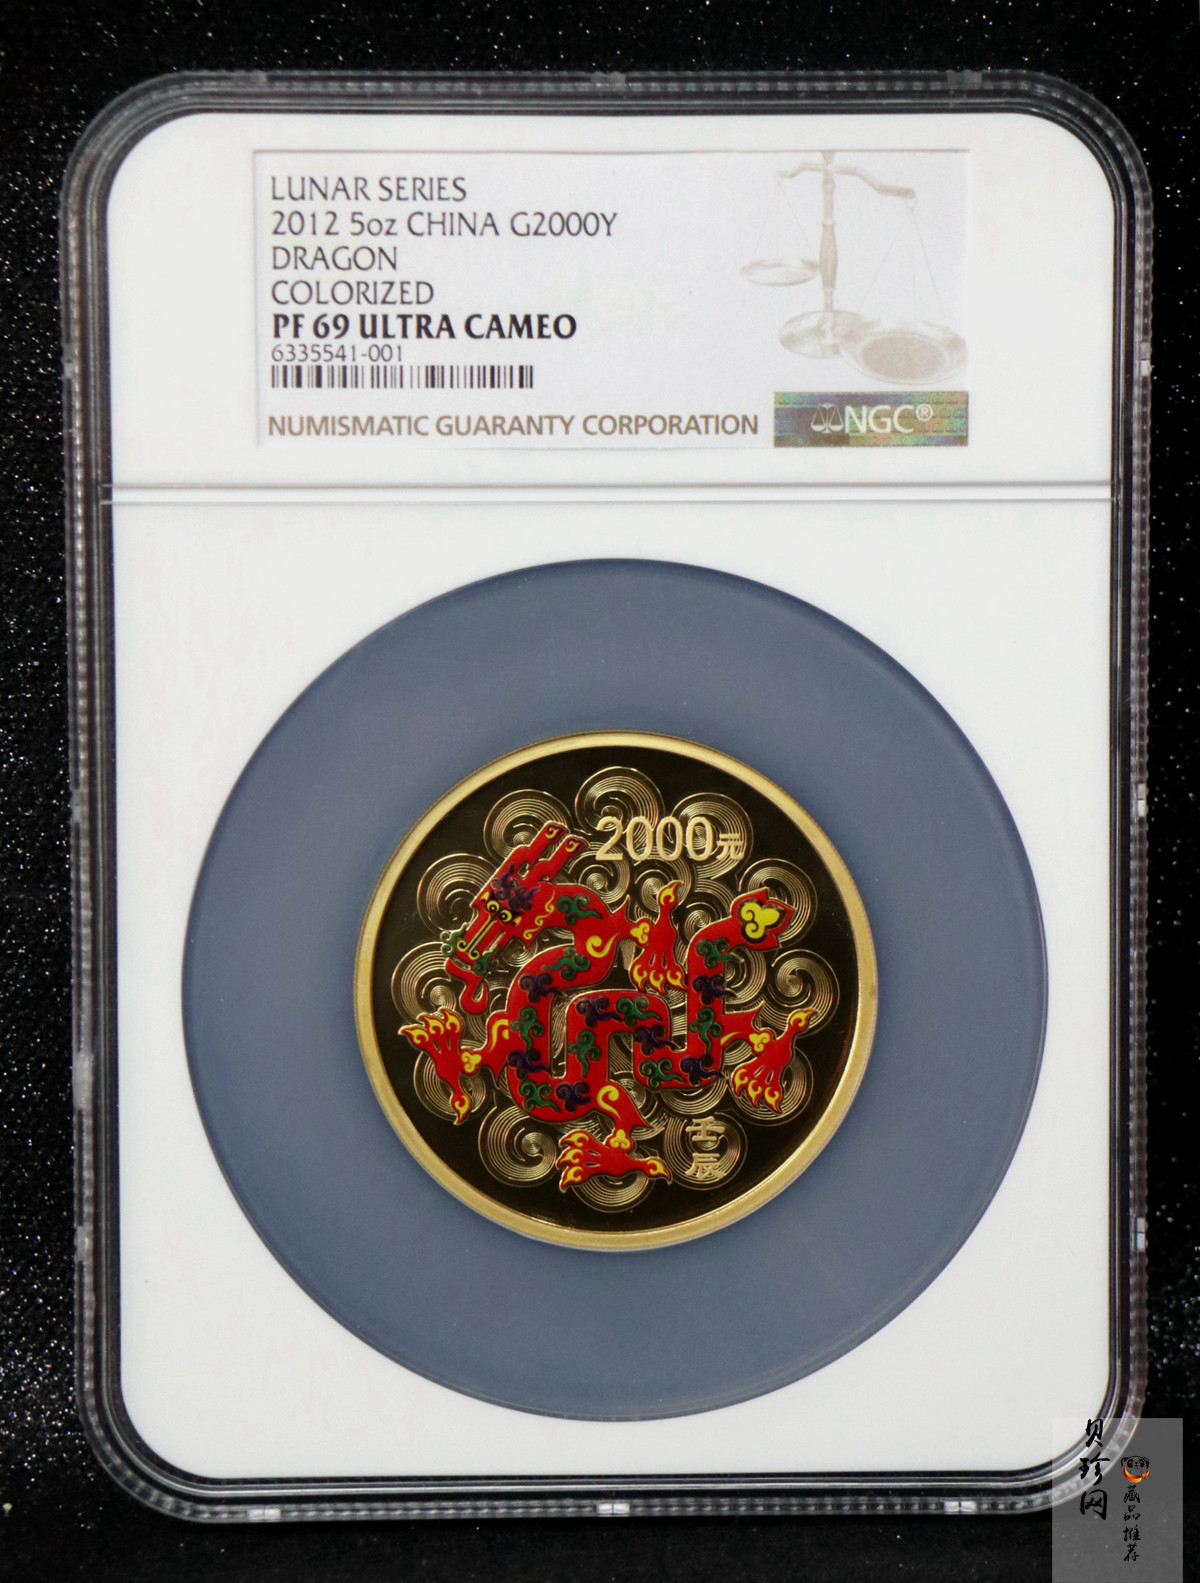 LUNAR SERIES
2012 5oz CHINA G2000Y
DRAGON
COLORIZED
PF 69 ULTRA CAMEO
6335541-001
NUMISMATIC GUARANTY CORPORATION
NGC®
2000元
壬辰
贝珍网
藏品推荐